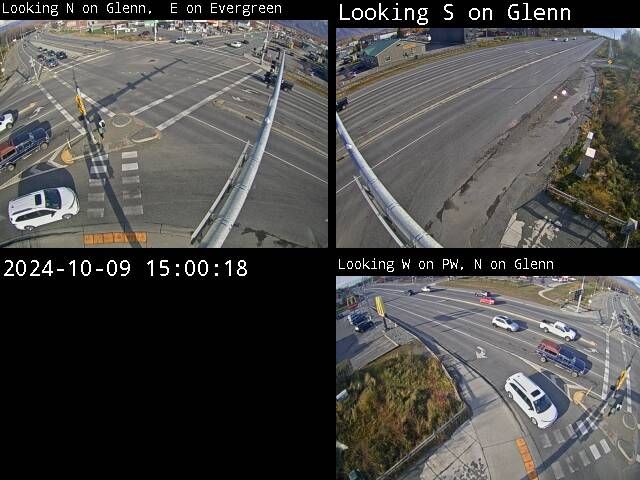 Looking N on Glenn,  E on Evergreen
Looking S on Glenn
2024-10-09 15:00:18
Looking W on PW, N on Glenn